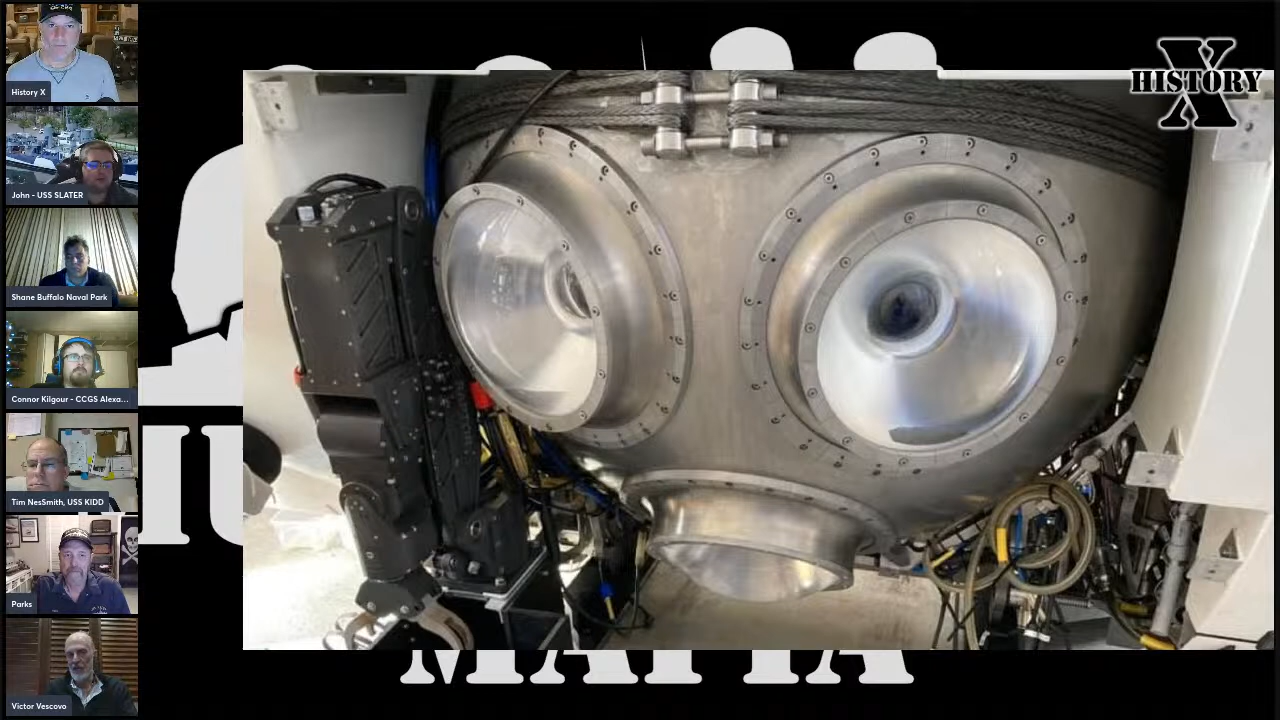 History X
John - USS SLATER
Shane Buffalo Naval Park
Connor Kilgour - CCGS Alexa...
Tim NesSmith, USS KIDD
Parks
Victor Vescovo
X
HISTORY
MAFIA